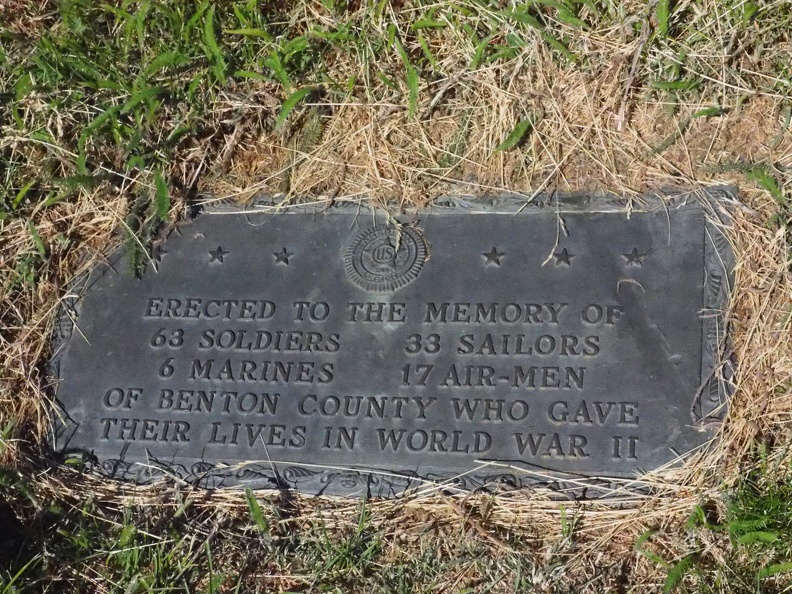 ERECTED TO THE MEMORY OF
63 SOLDIERS 33 SAILORS
6 MARINES 17 AIR-MEN
OF BENTON COUNTY WHO GAVE
THEIR LIVES IN WORLD WAR II